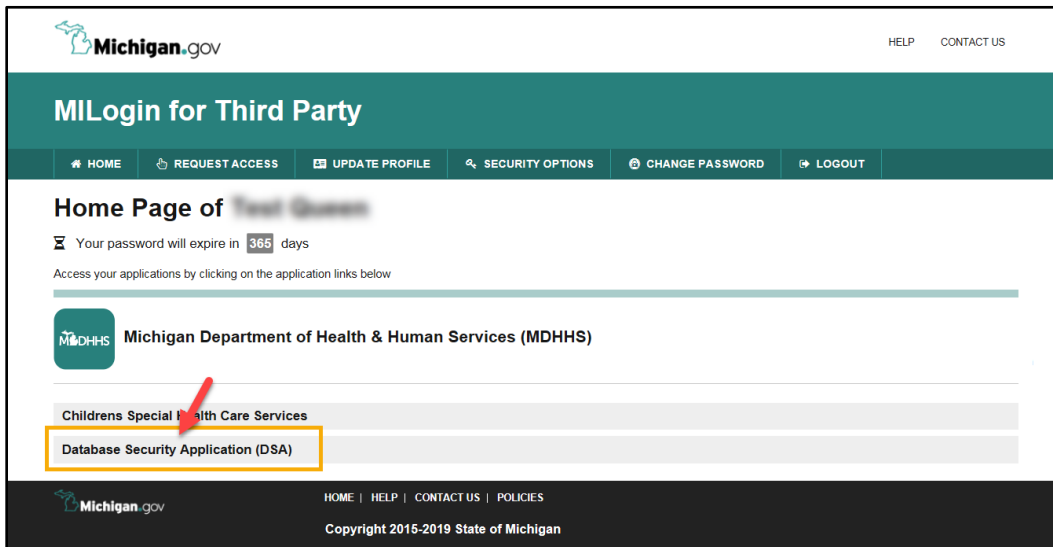 Michigan.gov
HELP CONTACT US
MILogin for Third Party
HOME REQUEST ACCESS UPDATE PROFILE SECURITY OPTIONS CHANGE PASSWORD LOGOUT
Home Page of
Your password will expire in 365 days
Access your applications by clicking on the application links below
MDHHS Michigan Department of Health & Human Services (MDHHS)
Childrens Special Health Care Services
Database Security Application (DSA)
Michigan.gov
HOME | HELP | CONTACT US | POLICIES
Copyright 2015-2019 State of Michigan